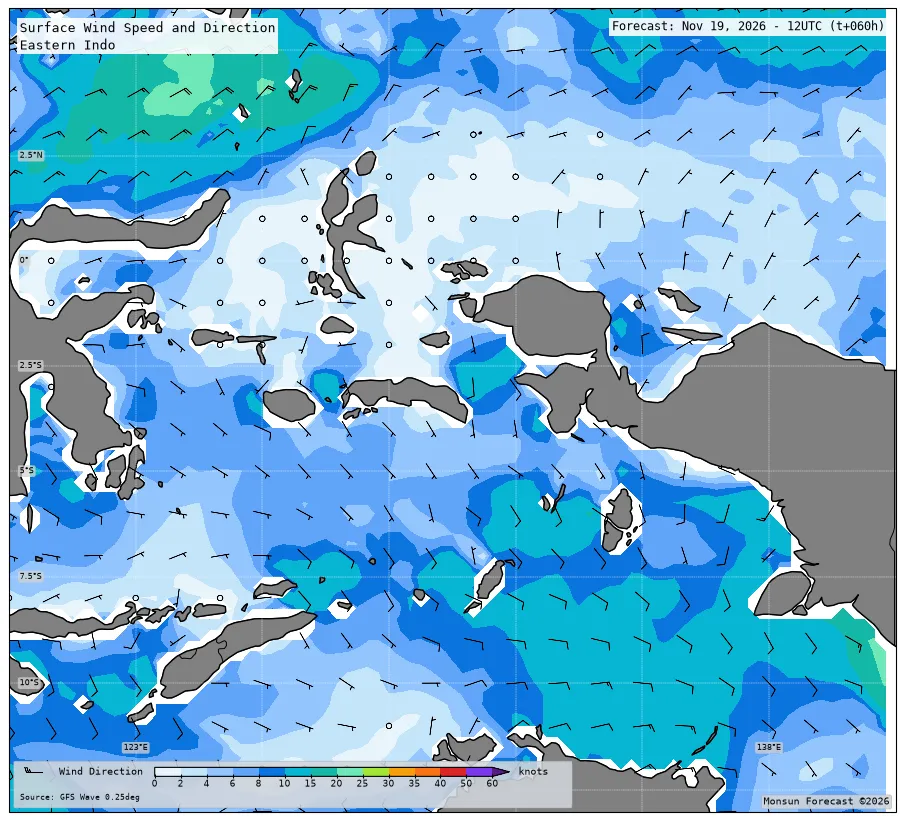 Surface Wind Speed and Direction
Eastern Indo
Forecast: Nov 19, 2026 - 12UTC (t+060h)
2.5°N
0°
2.5°S
5°S
7.5°S
10°S
123°E
138°E
Wind Direction
0 2 4 6 8 10 15 20 25 30 35 40 50 60
knots
Source: GFS Wave 0.25deg
Monsun Forecast ©2026